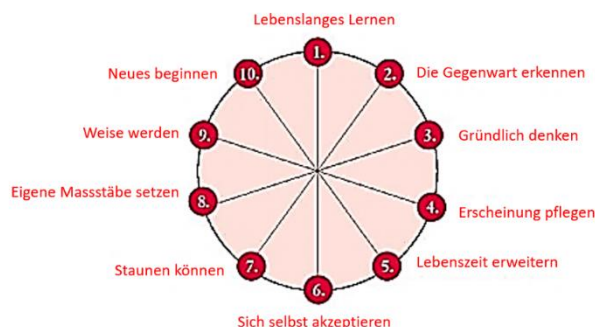 1. Lebenslanges Lernen
2. Die Gegenwart erkennen
3. Gründlich denken
4. Erscheinung pflegen
5. Lebenszeit erweitern
6. Sich selbst akzeptieren
7. Staunen können
8. Eigene Massstäbe setzen
9. Weise werden
10. Neues beginnen